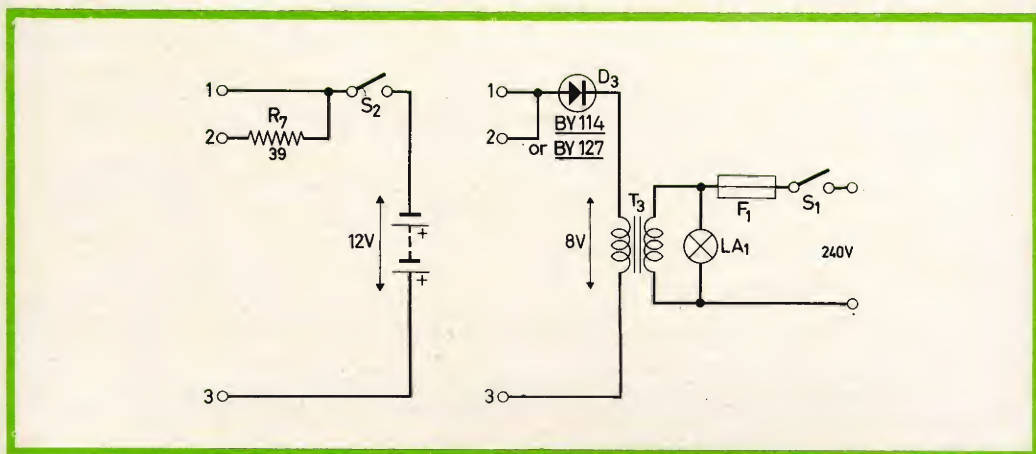 1
R7
S2
2
39
12V
+
+
3
1
D3
2
BY 114
or BY 127
T3
8V
F1
S1
LA1
240V
3